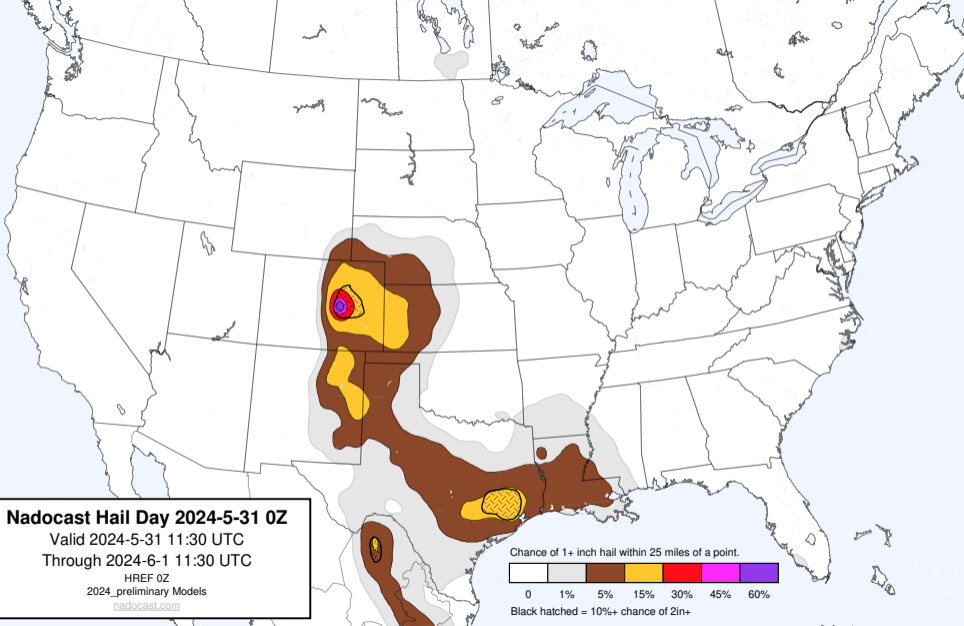 Nadocast Hail Day 2024-5-31 0Z
Valid 2024-5-31 11:30 UTC
Through 2024-6-1 11:30 UTC
HREF 0Z
2024_preliminary Models
nadocast.com
Chance of 1+ inch hail within 25 miles of a point.
0 1% 5% 15% 30% 45% 60%
Black hatched = 10%+ chance of 2in+